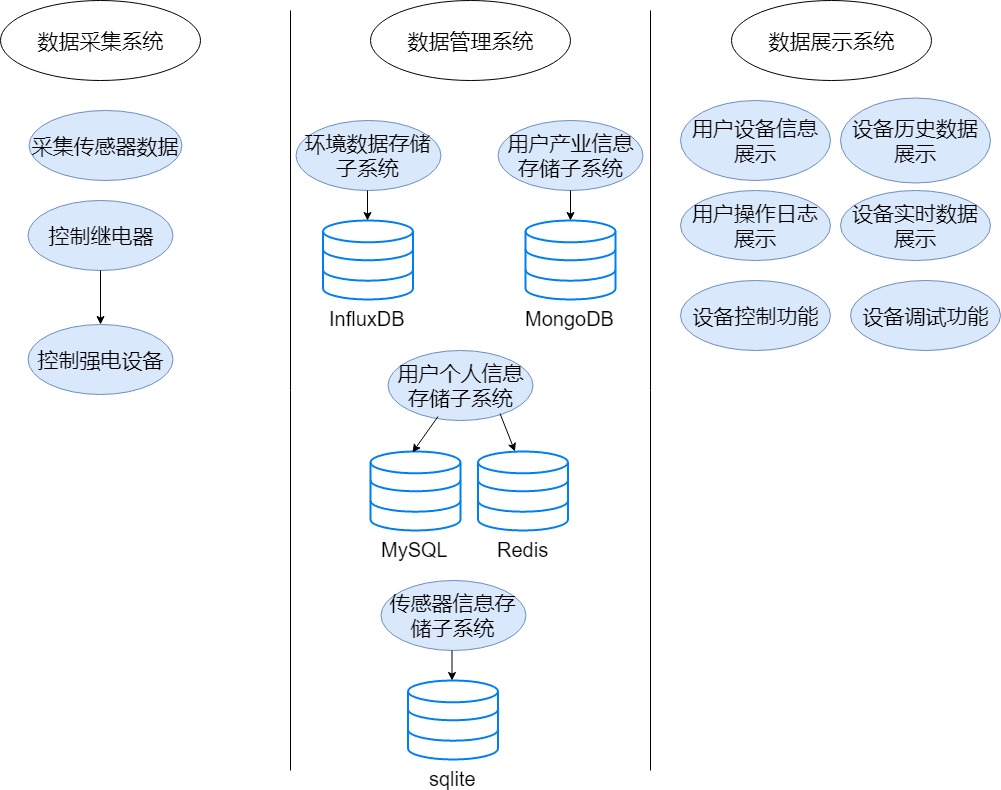 数据采集系统
采集传感器数据
控制继电器
控制强电设备
数据管理系统
环境数据存储
子系统
用户产业信息
存储子系统
InfluxDB
MongoDB
用户个人信息
存储子系统
MySQL
Redis
传感器信息存
储子系统
sqlite
数据展示系统
用户设备信息
展示
设备历史数据
展示
用户操作日志
展示
设备实时数据
展示
设备控制功能
设备调试功能